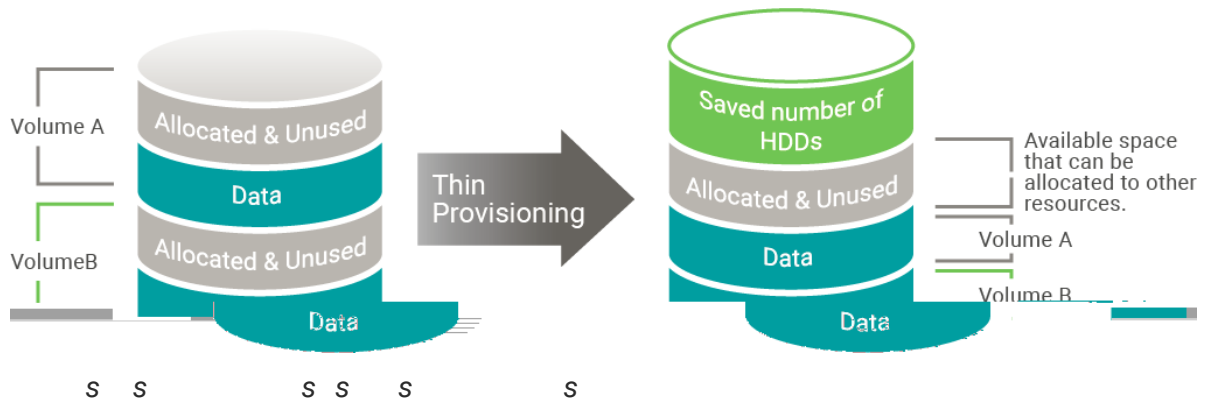 Volume A
Allocated & Unused
Data
VolumeB
Allocated & Unused
Data
Thin
Provisioning
Saved number of
HDDs
Allocated & Unused
Data
Data
Available space
that can be
allocated to other
resources.
Volume A
Volume B
s s s s s s